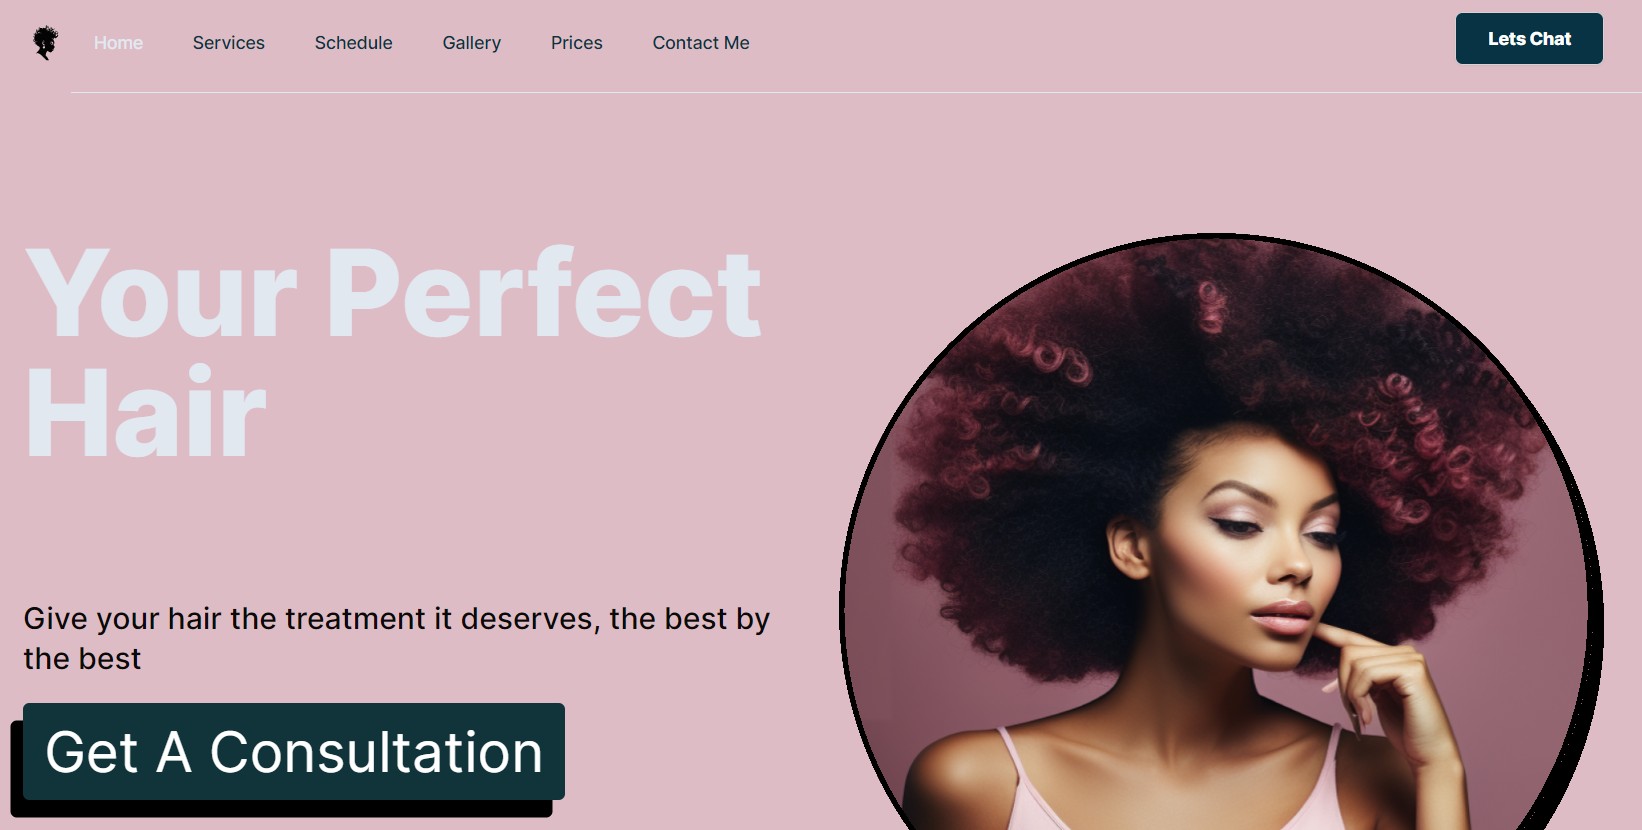 Home Services Schedule Gallery Prices Contact Me Lets Chat
Your Perfect
Hair
Give your hair the treatment it deserves, the best by
the best
Get A Consultation